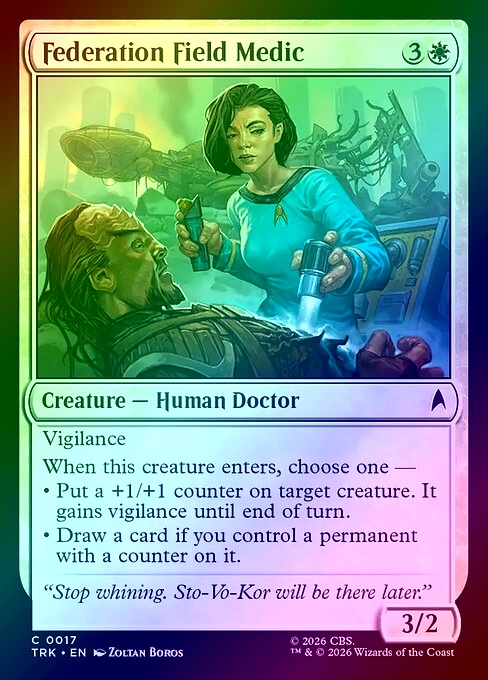 Federation Field Medic 3
Creature — Human Doctor
Vigilance
When this creature enters, choose one —
• Put a +1/+1 counter on target creature. It
gains vigilance until end of turn.
• Draw a card if you control a permanent
with a counter on it.
“Stop whining. Sto-Vo-Kor will be there later.”
3/2
C 0017
TRK • EN Zoltan Boros
© 2026 CBS.
™ & © 2026 Wizards of the Coast